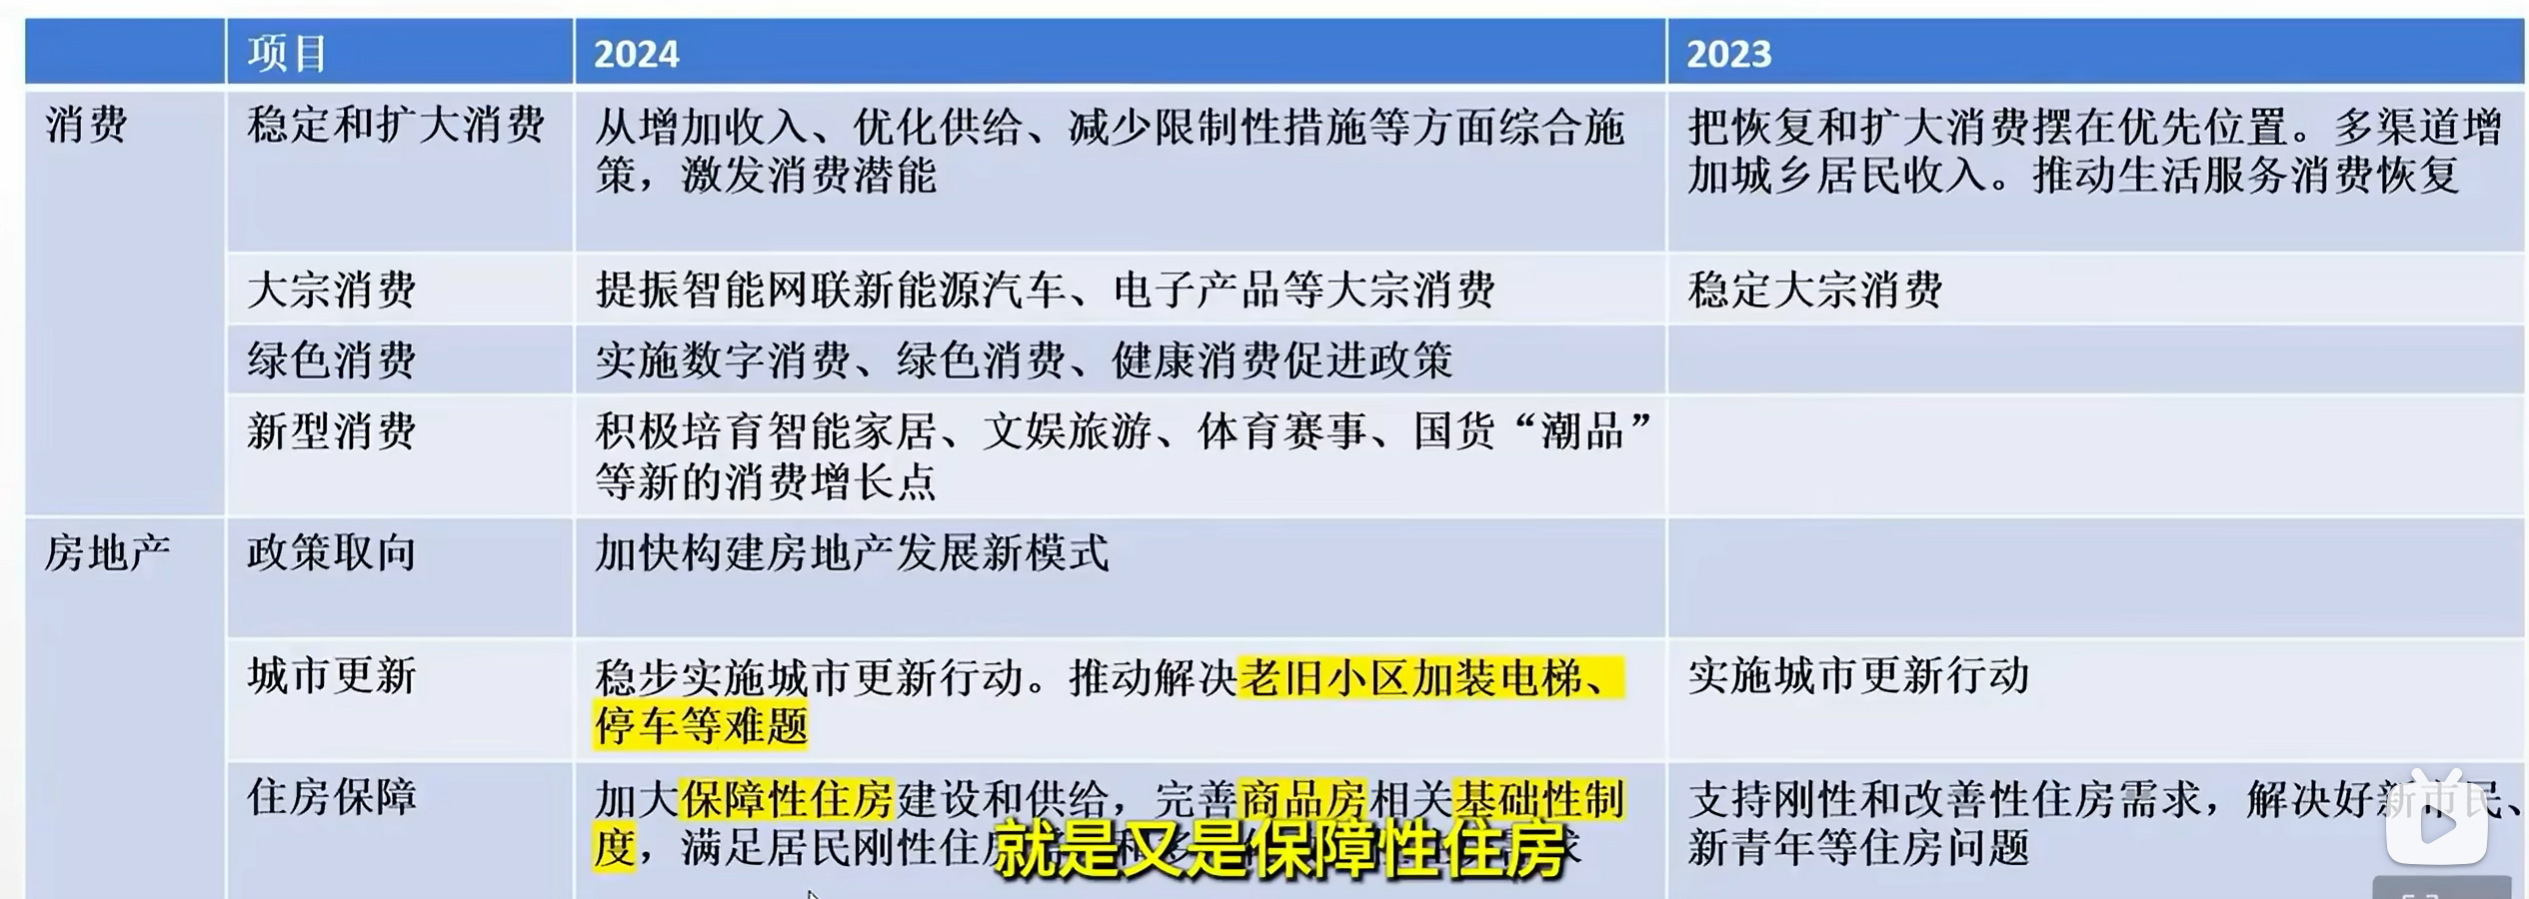 项目
2024
2023
消费
稳定和扩大消费
从增加收入、优化供给、减少限制性措施等方面综合施
策，激发消费潜能
把恢复和扩大消费摆在优先位置。多渠道增
加城乡居民收入。推动生活服务消费恢复
大宗消费
提振智能网联新能源汽车、电子产品等大宗消费
稳定大宗消费
绿色消费
实施数字消费、绿色消费、健康消费促进政策
新型消费
积极培育智能家居、文娱旅游、体育赛事、国货“潮品”
等新的消费增长点
房地产
政策取向
加快构建房地产发展新模式
城市更新
稳步实施城市更新行动。推动解决老旧小区加装电梯、
停车等难题
实施城市更新行动
住房保障
加大保障性住房建设和供给，完善商品房相关基础性制
度，满足居民刚性住
支持刚性和改善性住房需求，解决好新市民、
新青年等住房问题
就是又是保障性住房